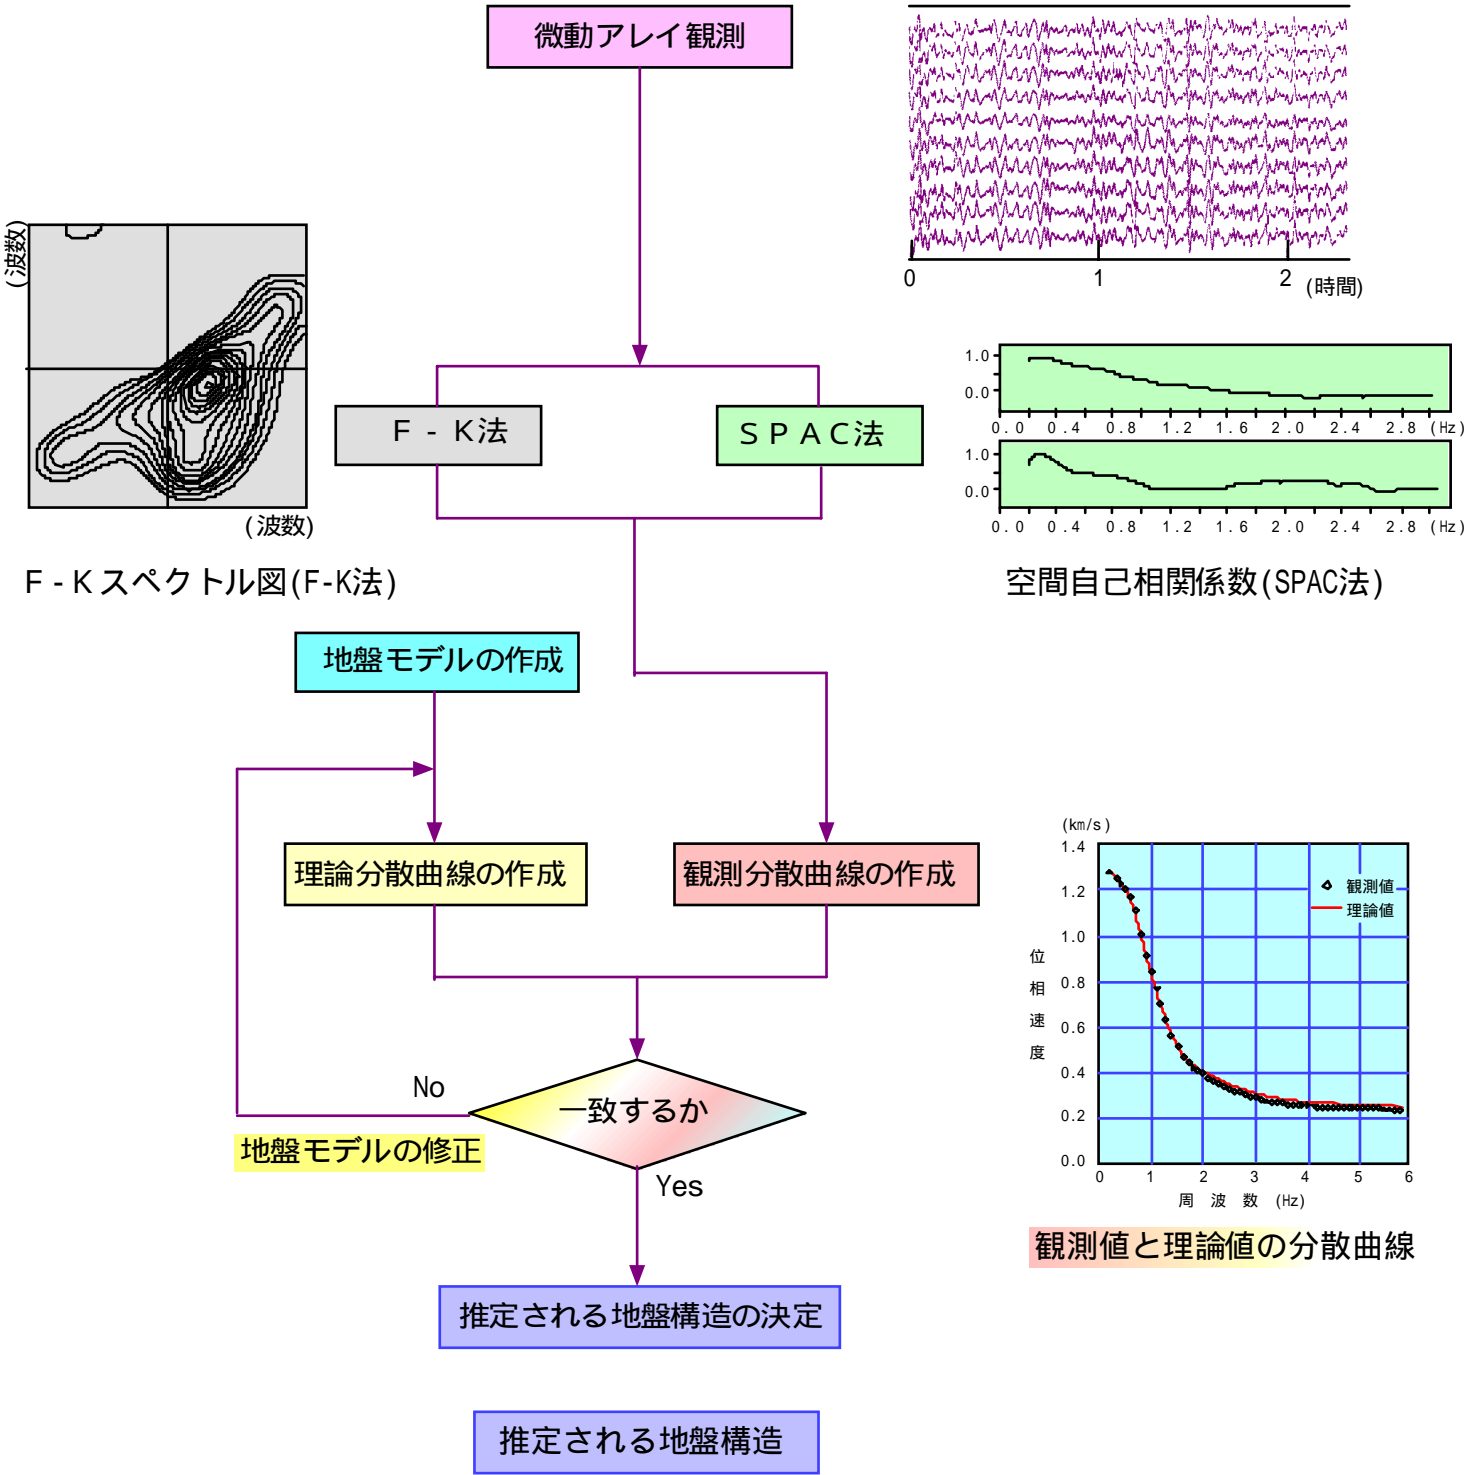 微動アレイ観測
0 1 2 (時間)
(波数)
(波数)
F-Kスペクトル図(F-K法)
F-K法
SPAC法
1.0
0.0
0.0 0.4 0.8 1.2 1.6 2.0 2.4 2.8 (Hz)
1.0
0.0
0.0 0.4 0.8 1.2 1.6 2.0 2.4 2.8 (Hz)
空間自己相関係数(SPAC法)
地盤モデルの作成
理論分散曲線の作成
観測分散曲線の作成
一致するか
No
地盤モデルの修正
Yes
(km/s)
1.4
1.2
1.0
0.8
0.6
0.4
0.2
0.0
位相速度
観測値
理論値
0 1 2 3 4 5 6
周波数 (Hz)
観測値と理論値の分散曲線
推定される地盤構造の決定
推定される地盤構造